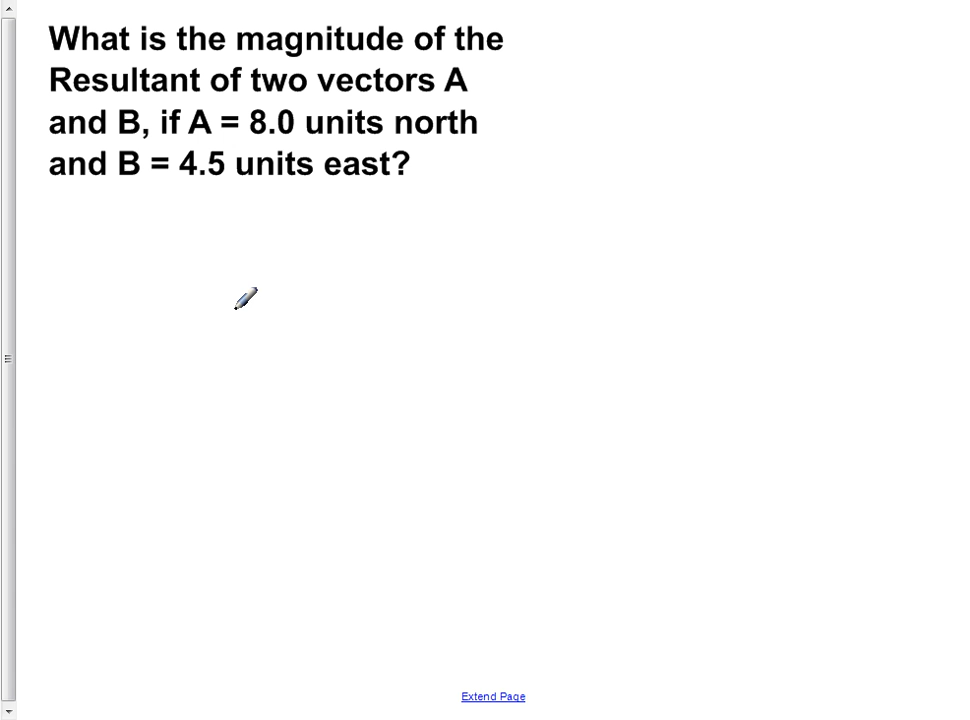 What is the magnitude of the
Resultant of two vectors A
and B, if A = 8.0 units north
and B = 4.5 units east?
Extend Page